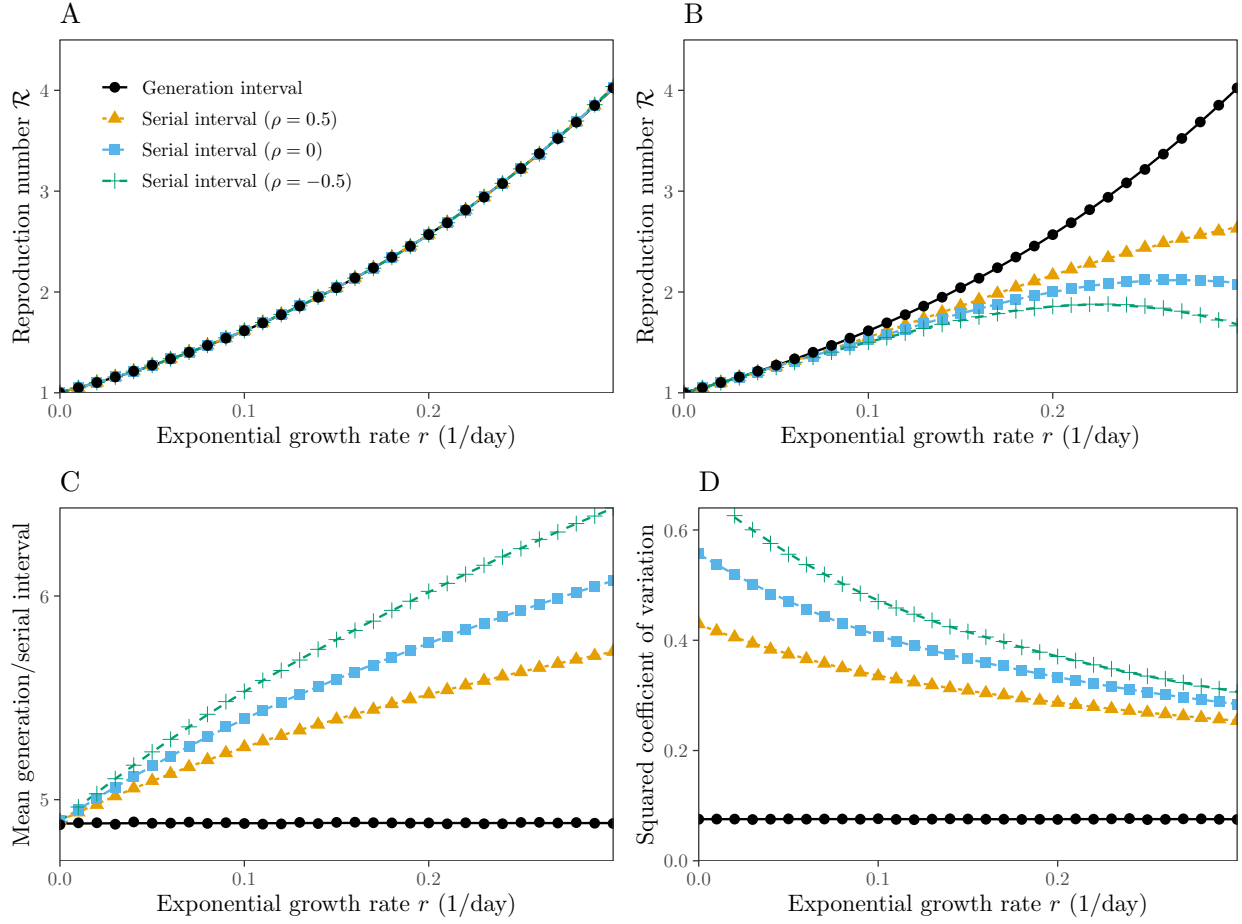 A
B
Reproduction number ℛ
4
3
2
1
Generation interval
Serial interval (ρ = 0.5)
Serial interval (ρ = 0)
Serial interval (ρ = −0.5)
0.0 0.1 0.2
Exponential growth rate r (1/day)
Reproduction number ℛ
4
3
2
1
0.0 0.1 0.2
Exponential growth rate r (1/day)
C
D
Mean generation/serial interval
6
5
0.0 0.1 0.2
Exponential growth rate r (1/day)
Squared coefficient of variation
0.6
0.4
0.2
0.0
0.0 0.1 0.2
Exponential growth rate r (1/day)